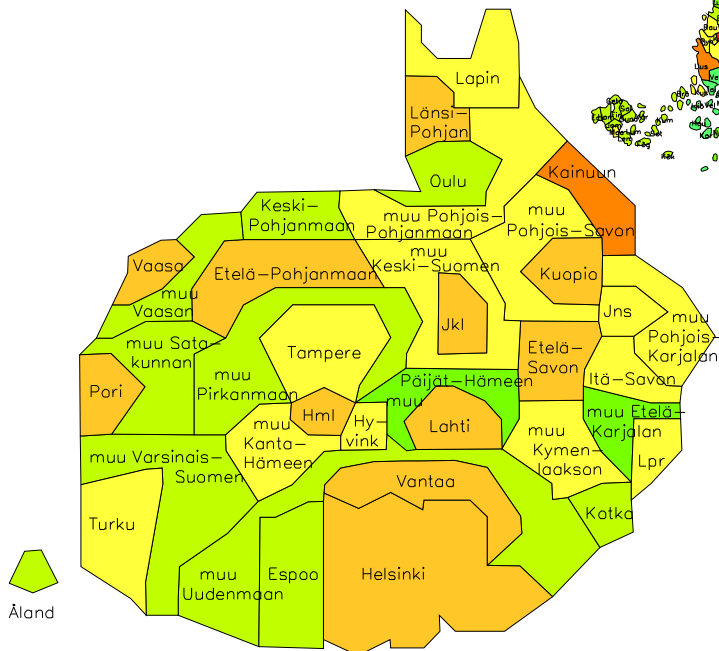 Lapin
Länsi-
Pohjan
Oulu
Kainuun
Keski-
Pohjanmaan
muu Pohjois-
Pohjanmaan
muu
Pohjois-Savon
Vaasa
Etelä-Pohjanmaan
muu
Keski-Suomen
Kuopio
muu
Vaasan
Jkl
Jns
muu
Pohjois-
Karjalan
muu Sata-
kunnan
Tampere
Etelä-
Savon
Pori
muu
Pirkanmaan
Päijät-Hämeen
muu
Itä-Savon
Hml
Hy-
vink
Lahti
muu Etelä-
Karjalan
muu
Kanta-
Hämeen
muu
Kymen-
laakson
muu Varsinais-
Suomen
Lpr
Vantaa
Turku
Kotka
muu
Uudenmaan
Espoo
Helsinki
Åland